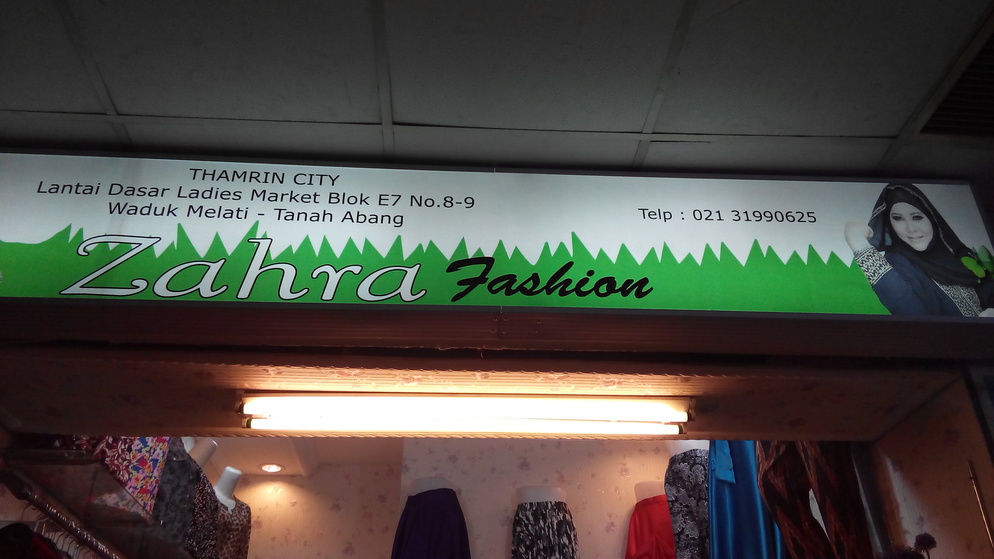 THAMRIN CITY
Lantai Dasar Ladies Market Blok E7 No.8-9
Waduk Melati - Tanah Abang
Telp : 021 31990625
Zahra Fashion